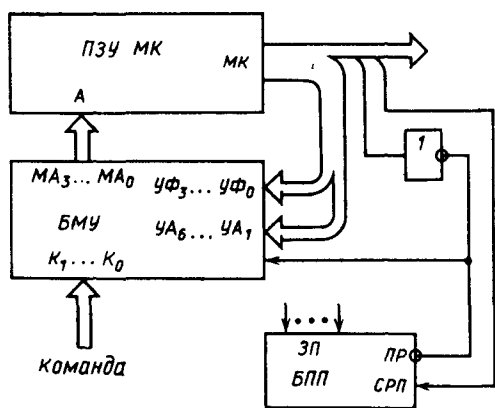 ПЗУ МК
МК
А
МА₃... МА₀
УФ₃... УФ₀
БМУ
УА₆... УА₁
К₁... К₀
команда
1
ЗП
ПР
БПП
СРП